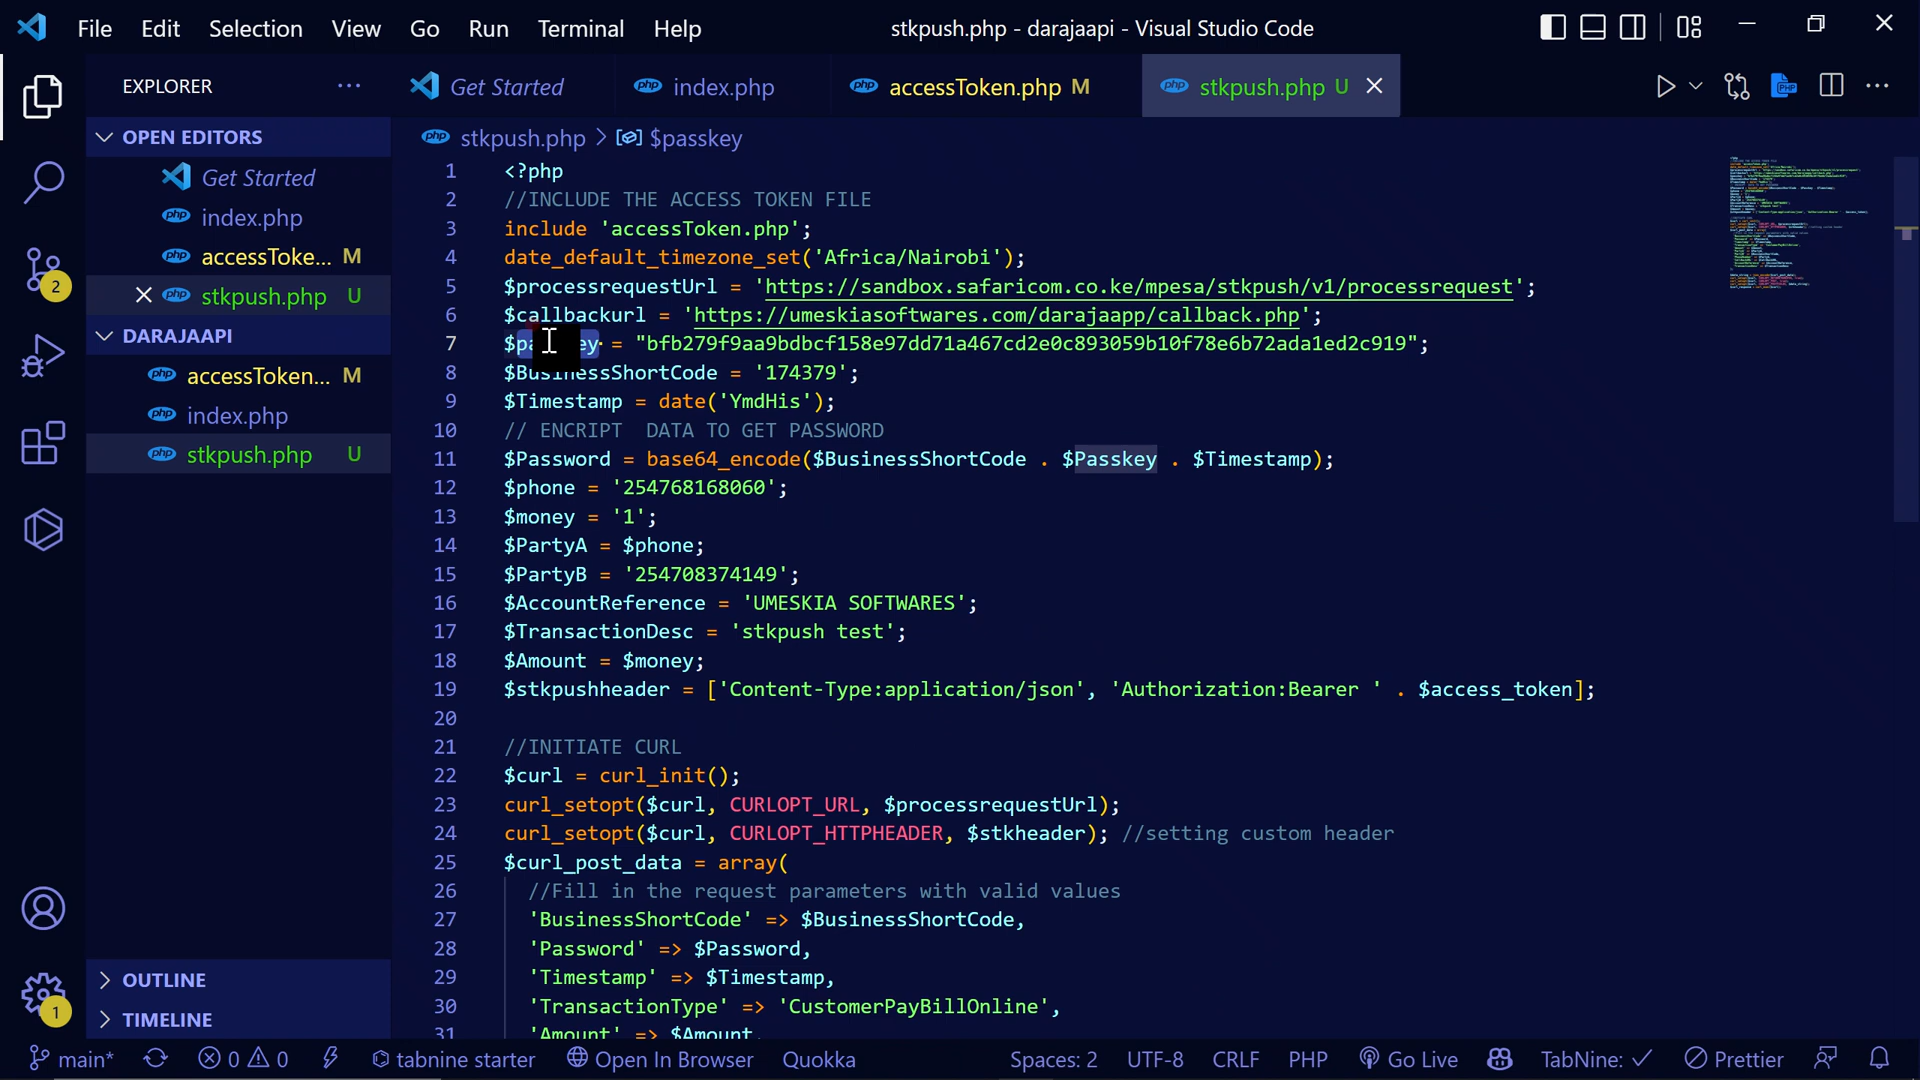 File Edit Selection View Go Run Terminal Help
stkpush.php - darajaapi - Visual Studio Code
EXPLORER
Get Started
index.php
accessToken.php M
stkpush.php U
OPEN EDITORS
Get Started
index.php
accessToke... M
stkpush.php U
DARAJAAPI
accessToken... M
index.php
stkpush.php U
2
OUTLINE
TIMELINE
1
stkpush.php > $passkey
1 <?php
2 //INCLUDE THE ACCESS TOKEN FILE
3 include 'accessToken.php';
4 date_default_timezone_set('Africa/Nairobi');
5 $processrequestUrl = 'https://sandbox.safaricom.co.ke/mpesa/stkpush/v1/processrequest';
6 $callbackurl = 'https://umeskiasoftwares.com/darajaapp/callback.php';
7 = "bfb279f9aa9bdbcf158e97dd71a467cd2e0c893059b10f78e6b72ada1ed2c919";
8 $BusinessShortCode = '174379';
9 $Timestamp = date('YmdHis');
10 // ENCRIPT  DATA TO GET PASSWORD
11 $Password = base64_encode($BusinessShortCode . $Passkey . $Timestamp);
12 $phone = '254768168060';
13 $money = '1';
14 $PartyA = $phone;
15 $PartyB = '254708374149';
16 $AccountReference = 'UMESKIA SOFTWARES';
17 $TransactionDesc = 'stkpush test';
18 $Amount = $money;
19 $stkpushheader = ['Content-Type:application/json', 'Authorization:Bearer ' . $access_token];
20
21 //INITIATE CURL
22 $curl = curl_init();
23 curl_setopt($curl, CURLOPT_URL, $processrequestUrl);
24 curl_setopt($curl, CURLOPT_HTTPHEADER, $stkheader); //setting custom header
25 $curl_post_data = array(
26 //Fill in the request parameters with valid values
27 'BusinessShortCode' => $BusinessShortCode,
28 'Password' => $Password,
29 'Timestamp' => $Timestamp,
30 'TransactionType' => 'CustomerPayBillOnline',
31 'Amount' => $Amount,
main* 0 0 tabnine starter Open In Browser Quokka Spaces: 2 UTF-8 CRLF PHP Go Live TabNine: Prettier